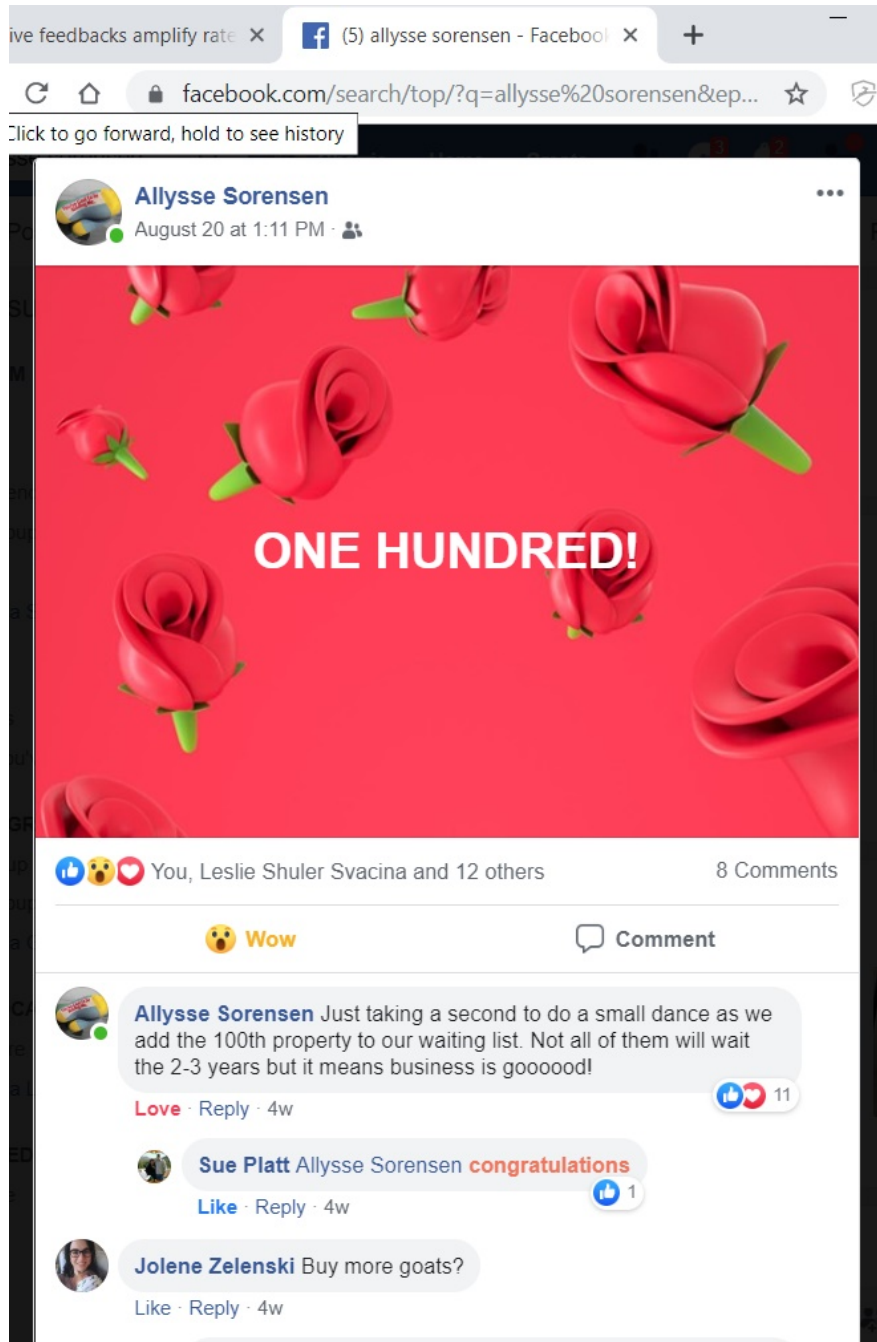 ive feedbacks amplify rate
(5) allysse sorensen - Facebook
facebook.com/search/top/?q=allysse%20sorensen&ep...
Click to go forward, hold to see history
3
2
Allysse Sorensen
August 20 at 1:11 PM ·
ONE HUNDRED!
You, Leslie Shuler Svacina and 12 others
8 Comments
Wow
Comment
Allysse Sorensen Just taking a second to do a small dance as we
add the 100th property to our waiting list. Not all of them will wait
the 2-3 years but it means business is goooood!
11
Love · Reply · 4w
Sue Platt Allysse Sorensen congratulations
1
Like · Reply · 4w
Jolene Zelenski Buy more goats?
Like · Reply · 4w